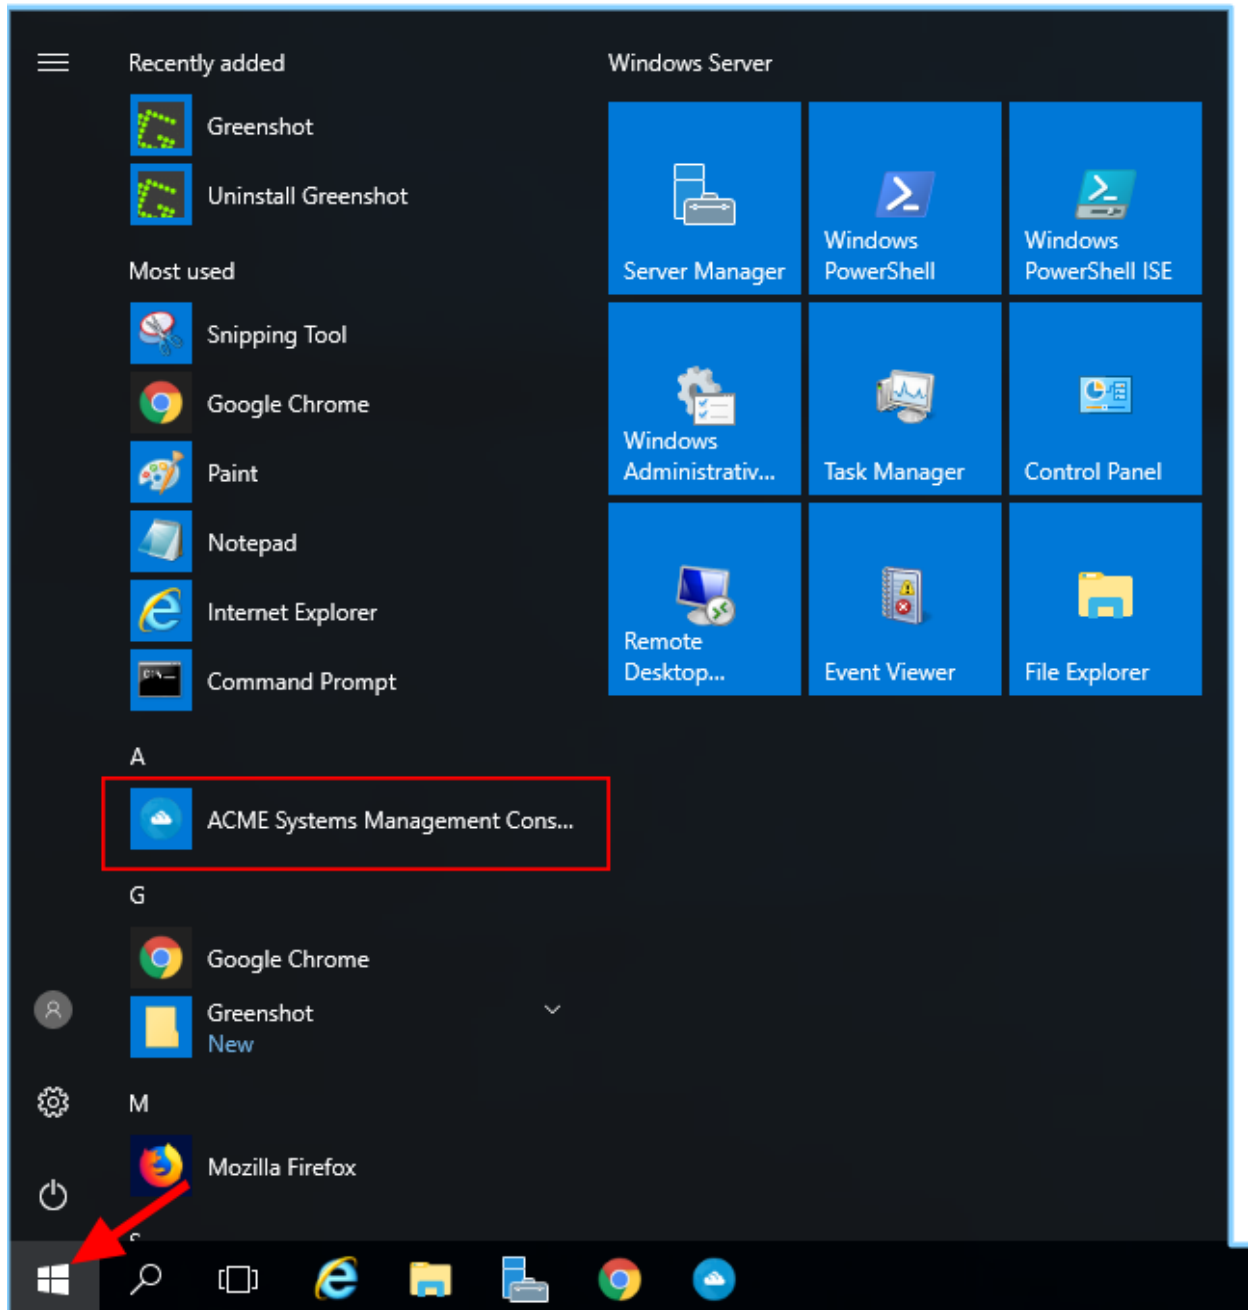 Recently added
Greenshot
Uninstall Greenshot
Most used
Snipping Tool
Google Chrome
Paint
Notepad
Internet Explorer
Command Prompt
A
ACME Systems Management Cons...
G
Google Chrome
Greenshot
New
M
Mozilla Firefox
Windows Server
Server Manager
Windows
PowerShell
Windows
PowerShell ISE
Windows
Administrativ...
Task Manager
Control Panel
Remote
Desktop...
Event Viewer
File Explorer